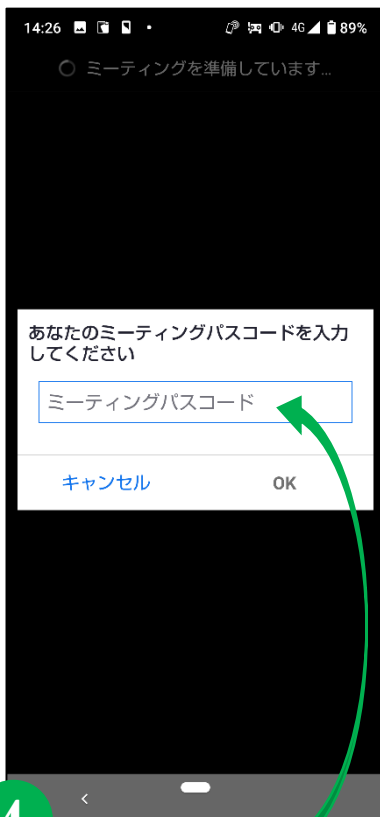 14:26 4G 89%
ミーティングを準備しています...
あなたのミーティングパスコードを入力
してください
ミーティングパスコード
キャンセル OK
4